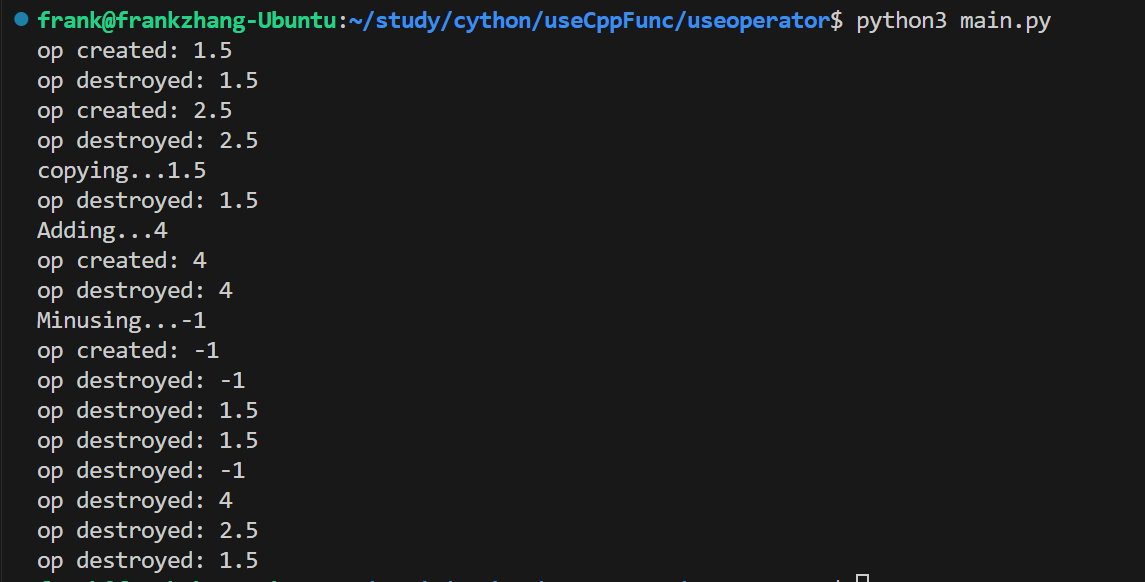 frank@frankzhang-Ubuntu:~/study/cython/useCppFunc/useoperator$ python3 main.py
op created: 1.5
op destroyed: 1.5
op created: 2.5
op destroyed: 2.5
copying...1.5
op destroyed: 1.5
Adding...4
op created: 4
op destroyed: 4
Minusing...-1
op created: -1
op destroyed: -1
op destroyed: 1.5
op destroyed: 1.5
op destroyed: -1
op destroyed: 4
op destroyed: 2.5
op destroyed: 1.5